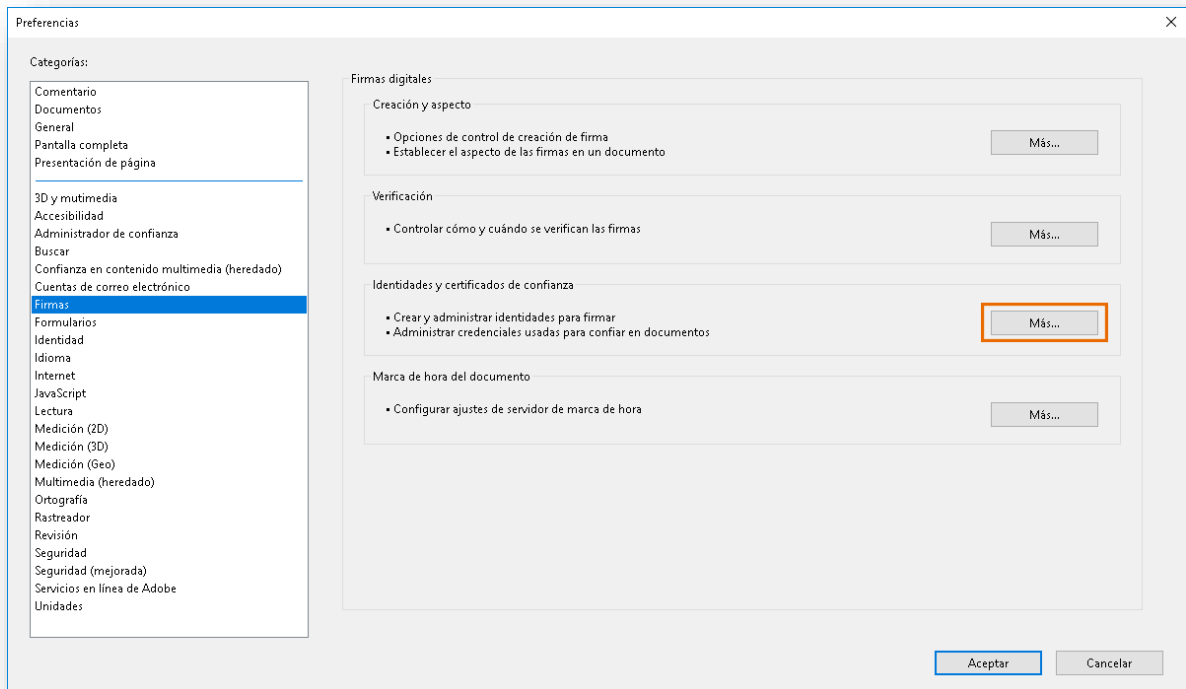 Preferencias
Categorías:
Comentario
Documentos
General
Pantalla completa
Presentación de página
3D y mutimedia
Accesibilidad
Administrador de confianza
Buscar
Confianza en contenido multimedia (heredado)
Cuentas de correo electrónico
Firmas
Formularios
Identidad
Idioma
Internet
JavaScript
Lectura
Medición (2D)
Medición (3D)
Medición (Geo)
Multimedia (heredado)
Ortografía
Rastreador
Revisión
Seguridad
Seguridad (mejorada)
Servicios en línea de Adobe
Unidades
Firmas digitales
Creación y aspecto
▪ Opciones de control de creación de firma
▪ Establecer el aspecto de las firmas en un documento
Más...
Verificación
▪ Controlar cómo y cuándo se verifican las firmas
Más...
Identidades y certificados de confianza
▪ Crear y administrar identidades para firmar
▪ Administrar credenciales usadas para confiar en documentos
Más...
Marca de hora del documento
▪ Configurar ajustes de servidor de marca de hora
Más...
Aceptar
Cancelar